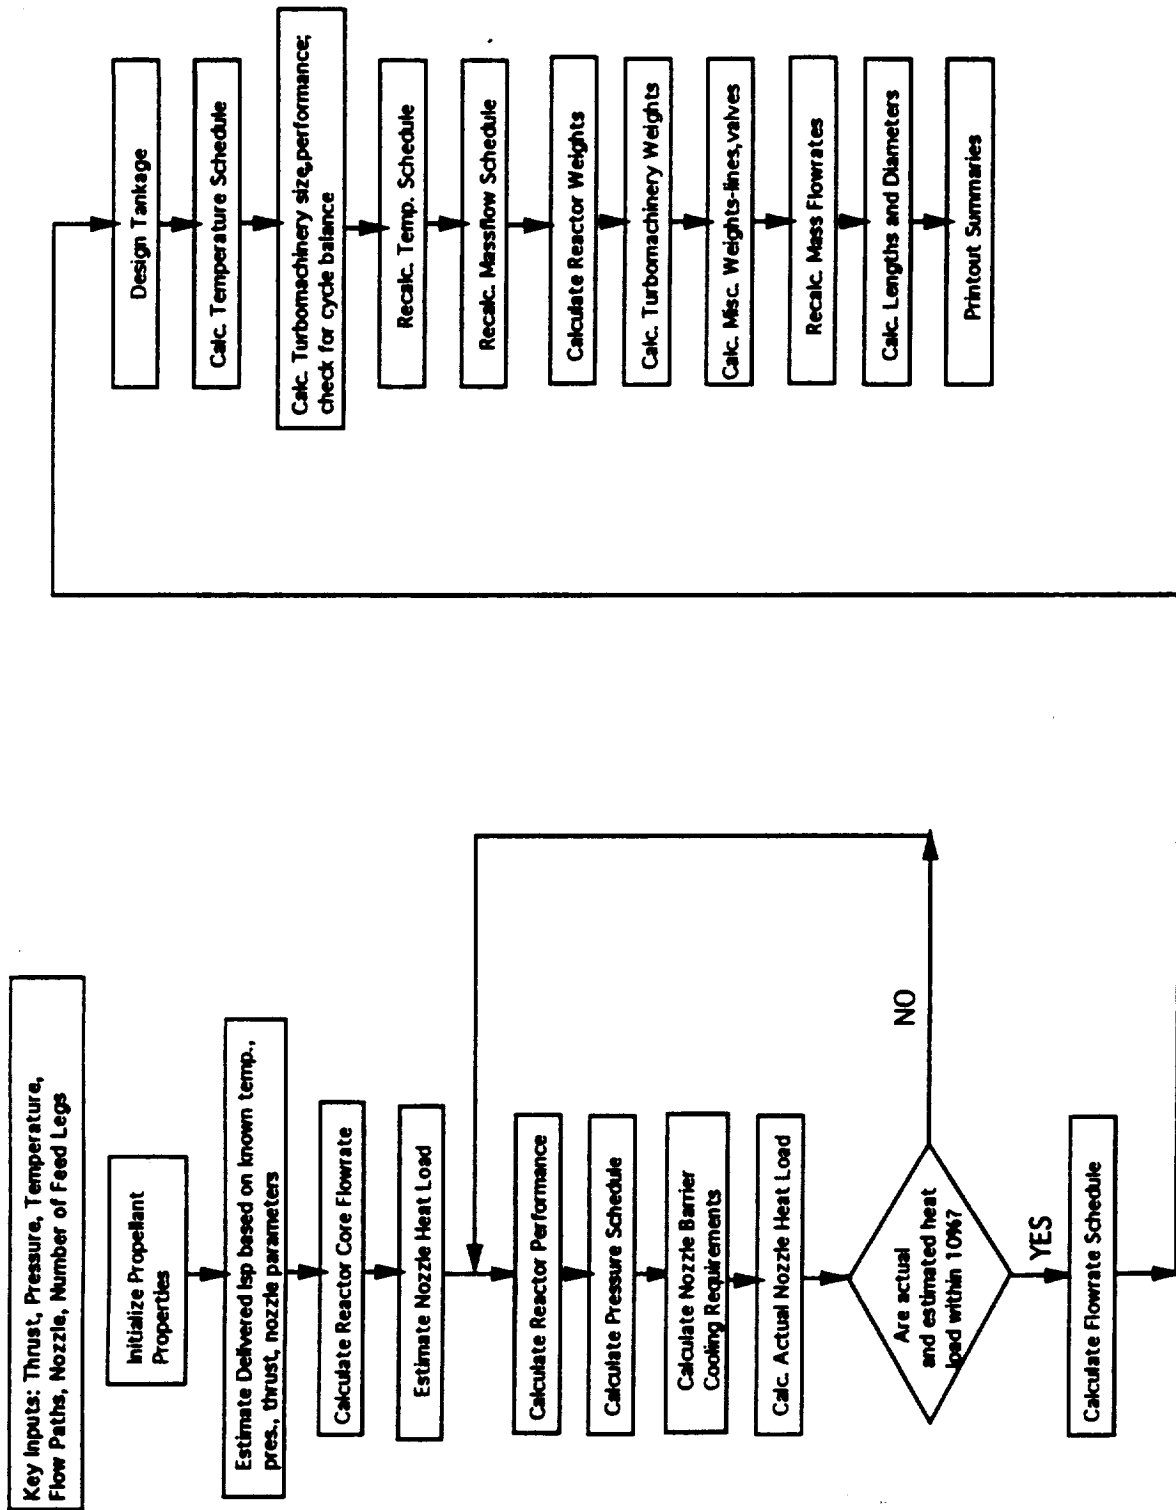 Key Inputs: Thrust, Pressure, Temperature,
Flow Paths, Nozzle, Number of Feed Legs
Initialize Propellant
Properties
Estimate Delivered Isp based on known temp.,
pres., thrust, nozzle parameters
Calculate Reactor Core Flowrate
Estimate Nozzle Heat Load
Calculate Reactor Performance
Calculate Pressure Schedule
Calculate Nozzle Barrier
Cooling Requirements
Calc. Actual Nozzle Heat Load
Are actual
and estimated heat
load within 10%?
NO
YES
Calculate Flowrate Schedule
Design Tankage
Calc. Temperature Schedule
Calc. Turbomachinery size,performance;
check for cycle balance
Recalc. Temp. Schedule
Recalc. Massflow Schedule
Calculate Reactor Weights
Calc. Turbomachinery Weights
Calc. Misc. Weights-lines,valves
Recalc. Mass Flowrates
Calc. Lengths and Diameters
Printout Summaries